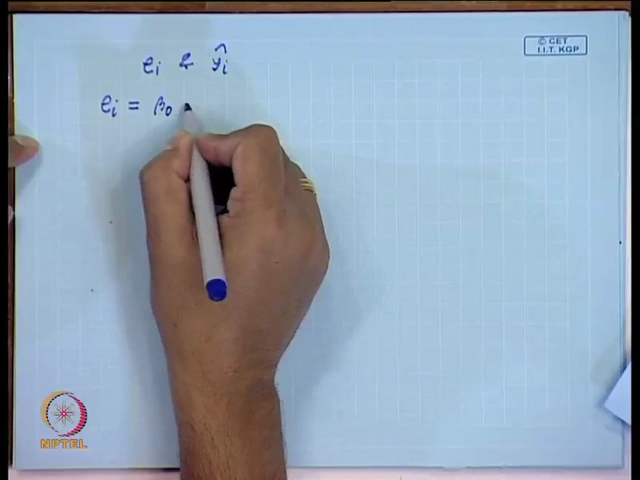 © CET
I.I.T. KGP
eᵢ & ŷᵢ
eᵢ = β₀
NPTEL